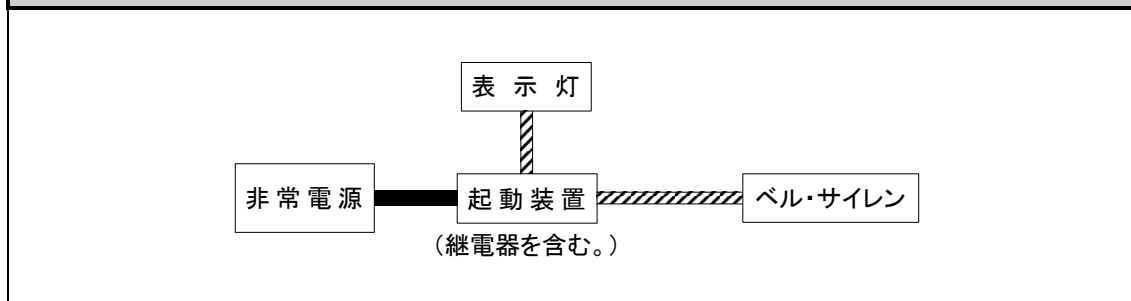 表 示 灯
非 常 電 源
起 動 装 置
ベル・サイレン
（継電器を含む。）